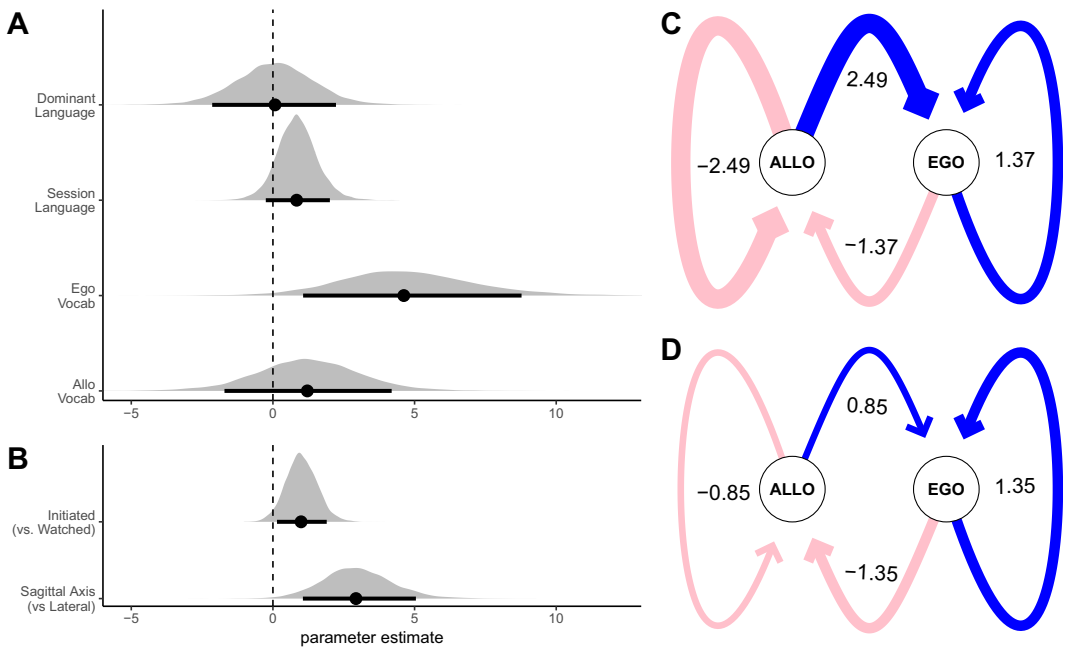 A
Dominant
Language
Session
Language
Ego
Vocab
Allo
Vocab
−5
0
5
10
B
Initiated
(vs. Watched)
Sagittal Axis
(vs Lateral)
−5
0
5
10
parameter estimate
C
2.49
−2.49
ALLO
EGO
1.37
−1.37
D
0.85
−0.85
ALLO
EGO
1.35
−1.35